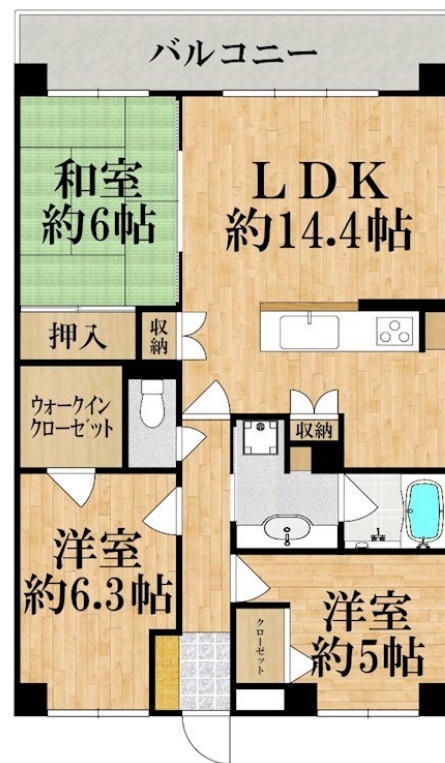 バルコニー
和室
約6帖
LDK
約14.4帖
押入
収納
ウォークイン
クローゼット
収納
洋室
約6.3帖
クローゼット
洋室
約5帖